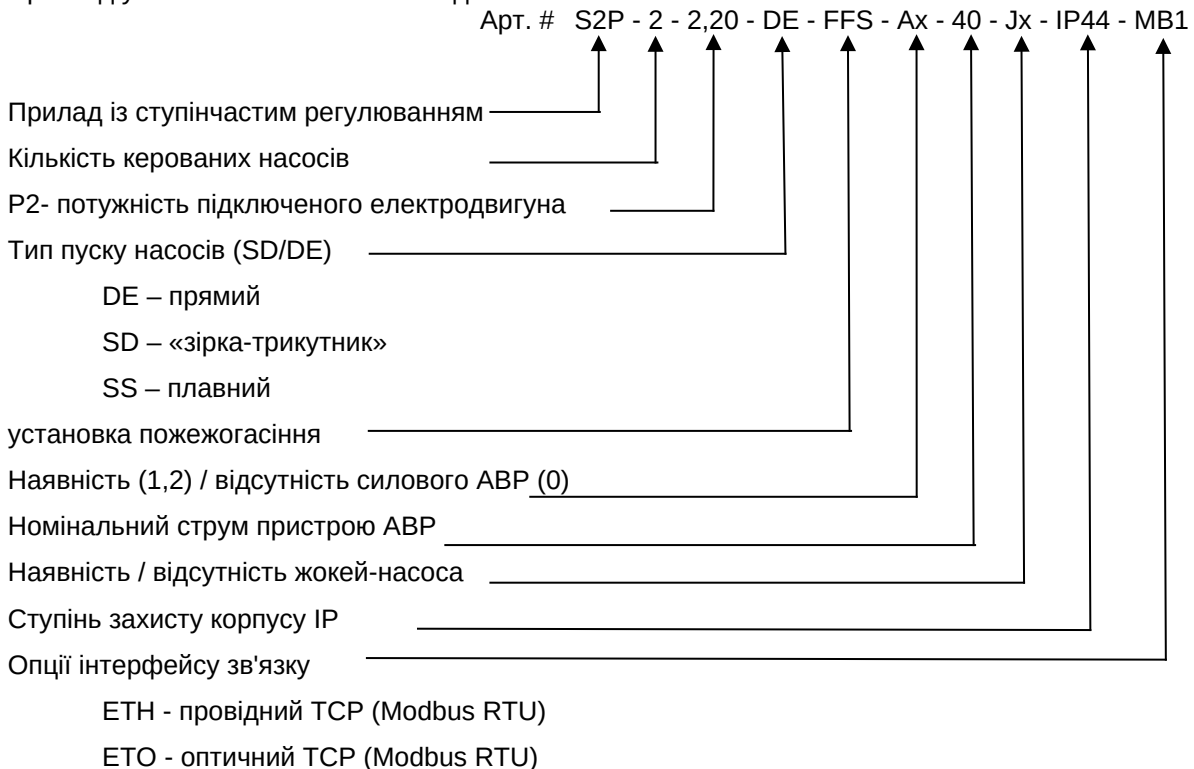 Арт. # S2P - 2 - 2,20 - DE - FFS - Ax - 40 - Jx - IP44 - MB1
Прилад із ступінчастим регулюванням
Кількість керованих насосів
P2- потужність підключеного електродвигуна
Тип пуску насосів (SD/DE)
DE – прямий
SD – «зірка-трикутник»
SS – плавний
установка пожежогасіння
Наявність (1,2) / відсутність силового АВР (0)
Номінальний струм пристрою АВР
Наявність / відсутність жокей-насоса
Ступінь захисту корпусу IP
Опції інтерфейсу зв'язку
ETH - провідний TCP (Modbus RTU)
ETO - оптичний TCP (Modbus RTU)